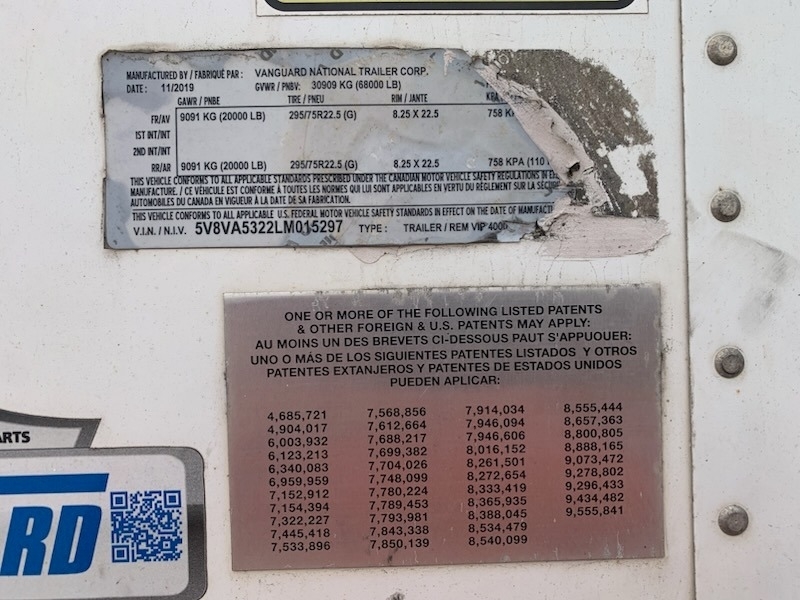 MANUFACTURED BY / FABRIQUÉ PAR : VANGUARD NATIONAL TRAILER CORP.
DATE : 11/2019 GVWR / PNBV: 30909 KG (68000 LB)
GAWR / PNBE TIRE / PNEU RIM / JANTE
FR/AV 9091 KG (20000 LB) 295/75R22.5 (G) 8.25 X 22.5 758
1ST INT/INT
2ND INT/INT
RR/AR 9091 KG (20000 LB) 295/75R22.5 (G) 8.25 X 22.5 758 KPA (110
THIS VEHICLE CONFORMS TO ALL APPLICABLE STANDARDS PRESCRIBED UNDER THE CANADIAN MOTOR VEHICLE SAFETY REGULATIONS IN
MANUFACTURE. / CE VÉHICULE EST CONFORME À TOUTES LES NORMES QUI LUI SONT APPLICABLES EN VERTU DU RÈGLEMENT SUR LA
AUTOMOBILES DU CANADA EN VIGUEUR À LA DATE DE SA FABRICATION.
THIS VEHICLE CONFORMS TO ALL APPLICABLE U.S. FEDERAL MOTOR VEHICLE SAFETY STANDARDS IN EFFECT ON THE DATE OF
V.I.N. / N.I.V. 5V8VA5322LM015297 TYPE : TRAILER / REM VIP 4000
ONE OR MORE OF THE FOLLOWING LISTED PATENTS
& OTHER FOREIGN & U.S. PATENTS MAY APPLY:
AU MOINS UN DES BREVETS CI-DESSOUS PAUT S'APPUOUER:
UNO O MÁS DE LOS SIGUIENTES PATENTES LISTADOS Y OTROS
PATENTES EXTANJEROS Y PATENTES DE ESTADOS UNIDOS
PUEDEN APLICAR:
4,685,721 7,568,856 7,914,034 8,555,444
4,904,017 7,612,664 7,946,094 8,657,363
6,003,932 7,688,217 7,946,606 8,800,805
6,123,213 7,699,382 8,016,152 8,888,165
6,340,083 7,704,026 8,261,501 9,073,472
6,959,959 7,748,099 8,272,654 9,278,802
7,152,912 7,780,224 8,333,419 9,296,433
7,154,394 7,789,453 8,365,935 9,434,482
7,322,227 7,793,981 8,388,045 9,555,841
7,445,418 7,843,338 8,534,479
7,533,896 7,850,139 8,540,099
ARTS
RD